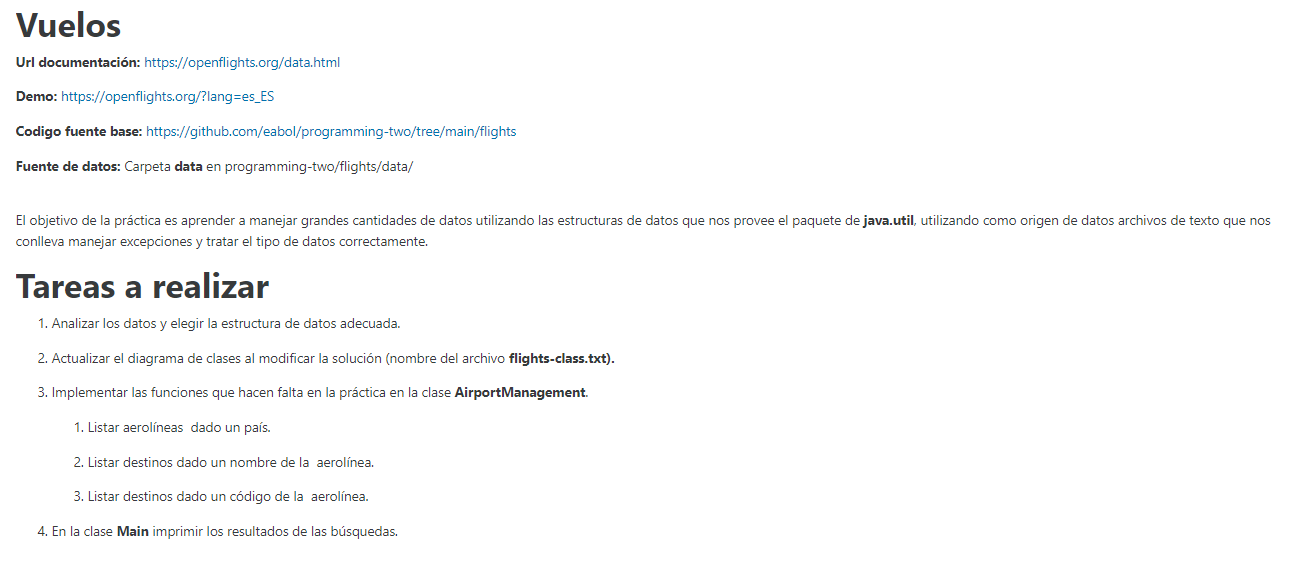 Vuelos
Url documentación: https://openflights.org/data.html
Demo: https://openflights.org/?lang=es_ES
Codigo fuente base: https://github.com/eabol/programming-two/tree/main/flights
Fuente de datos: Carpeta data en programming-two/flights/data/
El objetivo de la práctica es aprender a manejar grandes cantidades de datos utilizando las estructuras de datos que nos provee el paquete de java.util, utilizando como origen de datos archivos de texto que nos
conlleva manejar excepciones y tratar el tipo de datos correctamente.
Tareas a realizar
1. Analizar los datos y elegir la estructura de datos adecuada.
2. Actualizar el diagrama de clases al modificar la solución (nombre del archivo flights-class.txt).
3. Implementar las funciones que hacen falta en la práctica en la clase AirportManagement.
1. Listar aerolíneas  dado un país.
2. Listar destinos dado un nombre de la  aerolínea.
3. Listar destinos dado un código de la  aerolínea.
4. En la clase Main imprimir los resultados de las búsquedas.